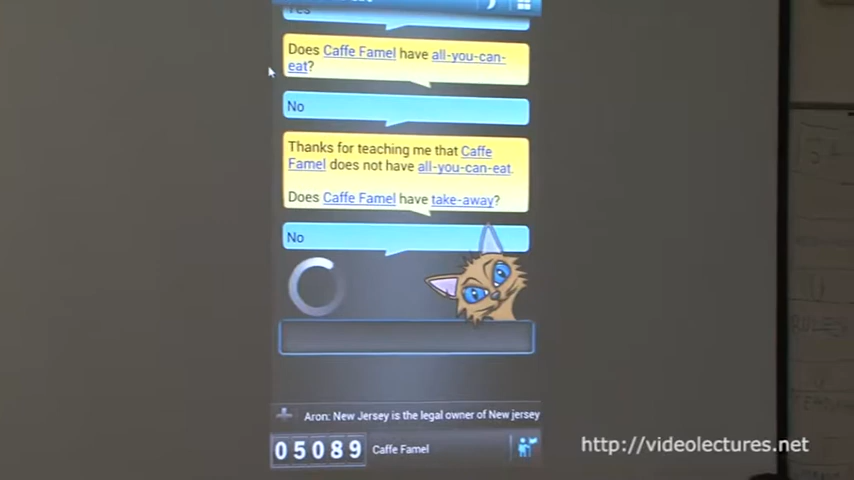 Yes
Does Caffe Famel have all-you-can-
eat?
No
Thanks for teaching me that Caffe
Famel does not have all-you-can-eat.
Does Caffe Famel have take-away?
No
Aron: New Jersey is the legal owner of New jersey
05089 Caffe Famel
http://videolectures.net